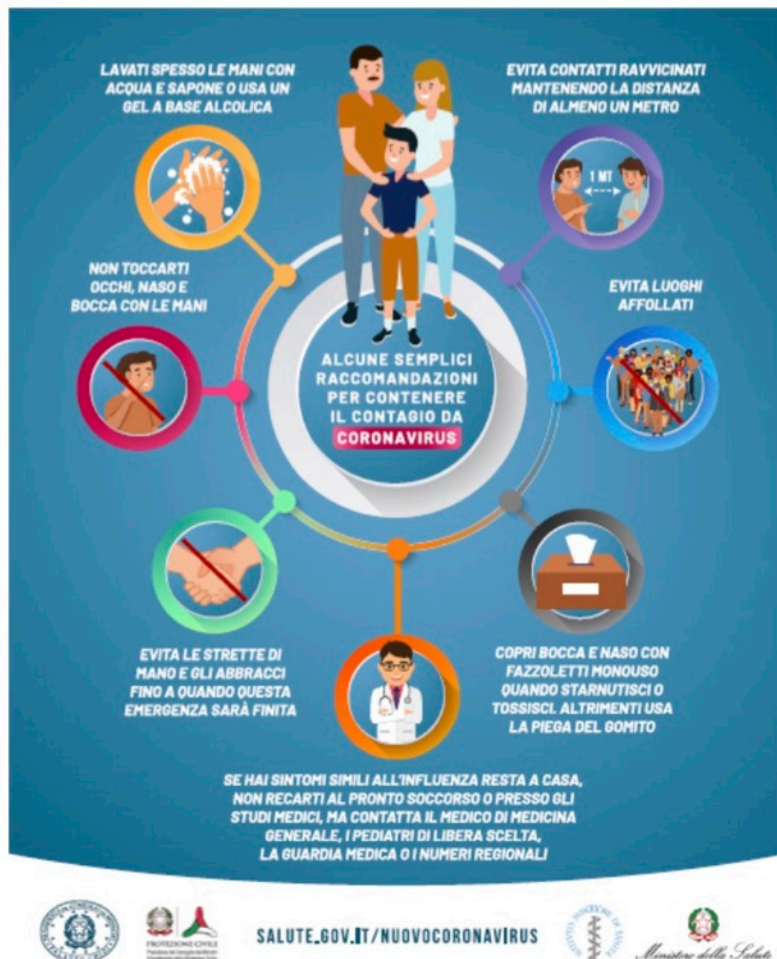 LAVATI SPESSO LE MANI CON
ACQUA E SAPONE O USA UN
GEL A BASE ALCOLICA
EVITA CONTATTI RAVVICINATI
MANTENENDO LA DISTANZA
DI ALMENO UN METRO
1 MT
NON TOCCARTI
OCCHI, NASO E
BOCCA CON LE MANI
EVITA LUOGHI
AFFOLLATI
ALCUNE SEMPLICI
RACCOMANDAZIONI
PER CONTENERE
IL CONTAGIO DA
CORONAVIRUS
EVITA LE STRETTE DI
MANO E GLI ABBRACCI
FINO A QUANDO QUESTA
EMERGENZA SARÀ FINITA
COPRI BOCCA E NASO CON
FAZZOLETTI MONOUSO
QUANDO STARNUTISCI O
TOSSISCI. ALTRIMENTI USA
LA PIEGA DEL GOMITO
SE HAI SINTOMI SIMILI ALL'INFLUENZA RESTA A CASA,
NON RECARTI AL PRONTO SOCCORSO O PRESSO GLI
STUDI MEDICI, MA CONTATTA IL MEDICO DI MEDICINA
GENERALE, I PEDIATRI DI LIBERA SCELTA,
LA GUARDIA MEDICA O I NUMERI REGIONALI
PROTEZIONE CIVILE
SALUTE.GOV.IT/NUOVOCORONAVIRUS
Ministero della Salute